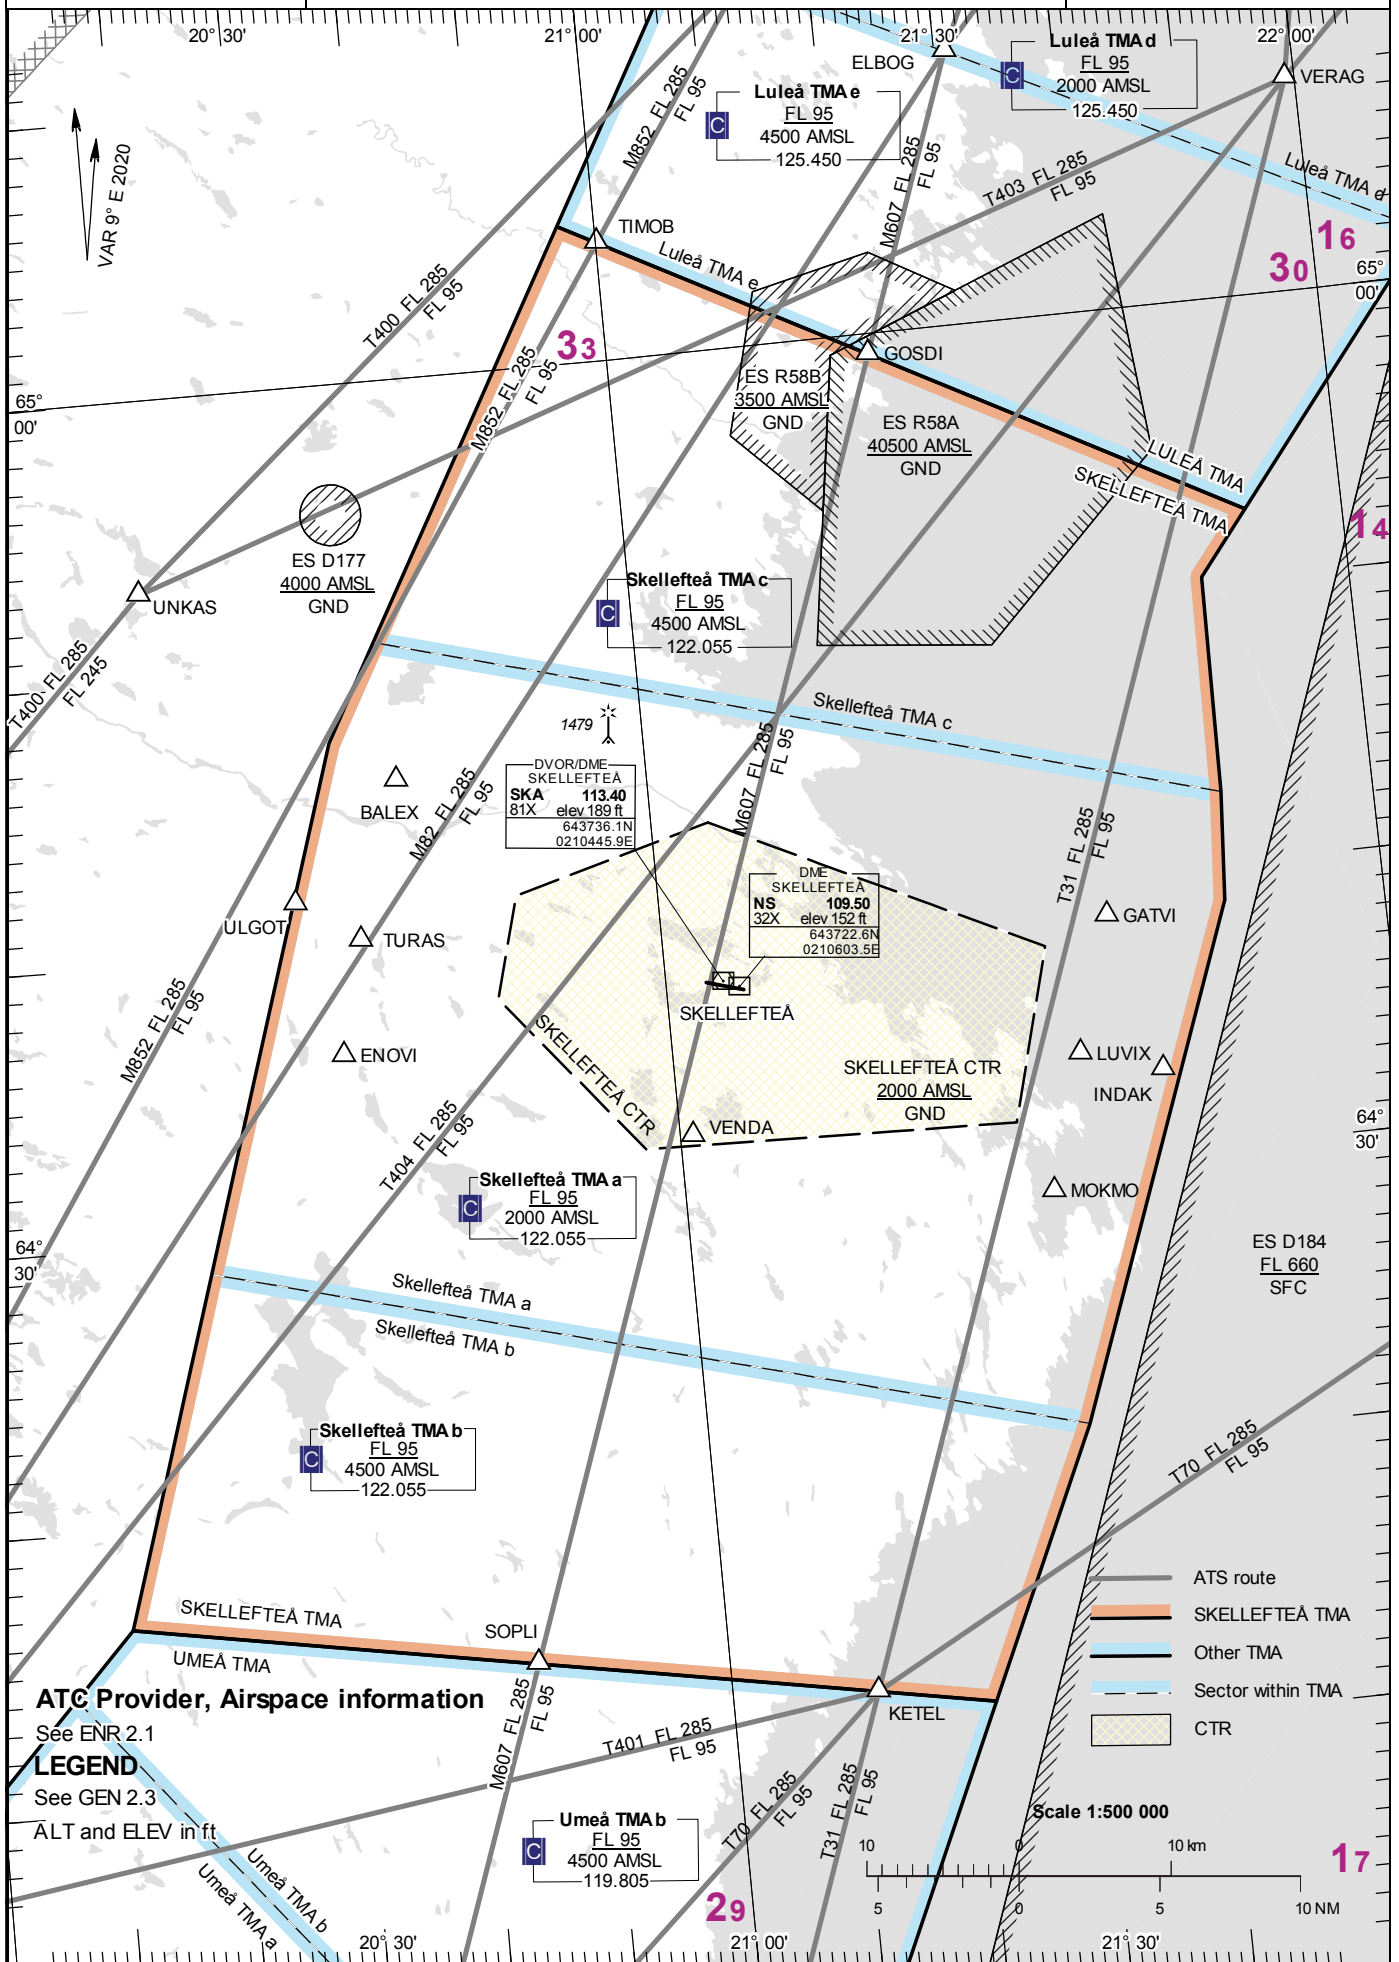 20° 30'
21° 00'
21° 30'
22° 00'
ELBOG
VERAG
Luleå TMA d
FL 95
2000 AMSL
125.450
C
Luleå TMA e
FL 95
4500 AMSL
125.450
C
VAR 9° E 2020
M852 FL 285
FL 95
M607 FL 285
FL 95
T403 FL 285
FL 95
Luleå TMA d
TIMOB
Luleå TMA e
16
30
65°
00'
T400 FL 285
FL 95
33
GOSDI
M852 FL 285
FL 95
ES R58B
3500 AMSL
GND
ES R58A
40500 AMSL
GND
65°
00'
LULEÅ TMA
SKELLEFTEÅ TMA
14
ES D177
4000 AMSL
GND
UNKAS
Skellefteå TMA c
FL 95
4500 AMSL
122.055
C
T400 FL 285
FL 245
Skellefteå TMA c
1479
DVOR/DME
SKELLEFTEÅ
SKA 113.40
81X elev 189 ft
643736.1N
0210445.9E
M607 FL 285
FL 95
BALEX
M82 FL 285
FL 95
T31 FL 285
FL 95
DME
SKELLEFTEÅ
NS 109.50
32X elev 152 ft
643722.6N
0210603.5E
GATVI
ULGOT
TURAS
M852 FL 285
FL 95
SKELLEFTEÅ
ENOVI
SKELLEFTEÅ CTR
LUVIX
INDAK
SKELLEFTEÅ CTR
2000 AMSL
GND
VENDA
64°
30'
T404 FL 285
FL 95
Skellefteå TMA a
FL 95
2000 AMSL
122.055
C
MOKMO
ES D184
FL 660
SFC
64°
30'
Skellefteå TMA a
Skellefteå TMA b
Skellefteå TMA b
FL 95
4500 AMSL
122.055
C
T70 FL 285
FL 95
ATS route
SKELLEFTEÅ TMA
Other TMA
Sector within TMA
CTR
SKELLEFTEÅ TMA
UMEÅ TMA
SOPLI
KETEL
ATC Provider, Airspace information
See ENR 2.1
LEGEND
See GEN 2.3
ALT and ELEV in ft
M607 FL 285
FL 95
T401 FL 285
FL 95
T70 FL 285
FL 95
T31 FL 285
FL 95
Umeå TMA b
FL 95
4500 AMSL
119.805
C
Umeå TMA b
Umeå TMA a
Scale 1:500 000
10 0 10 km
5 0 5 10 NM
17
29
20° 30'
21° 00'
21° 30'